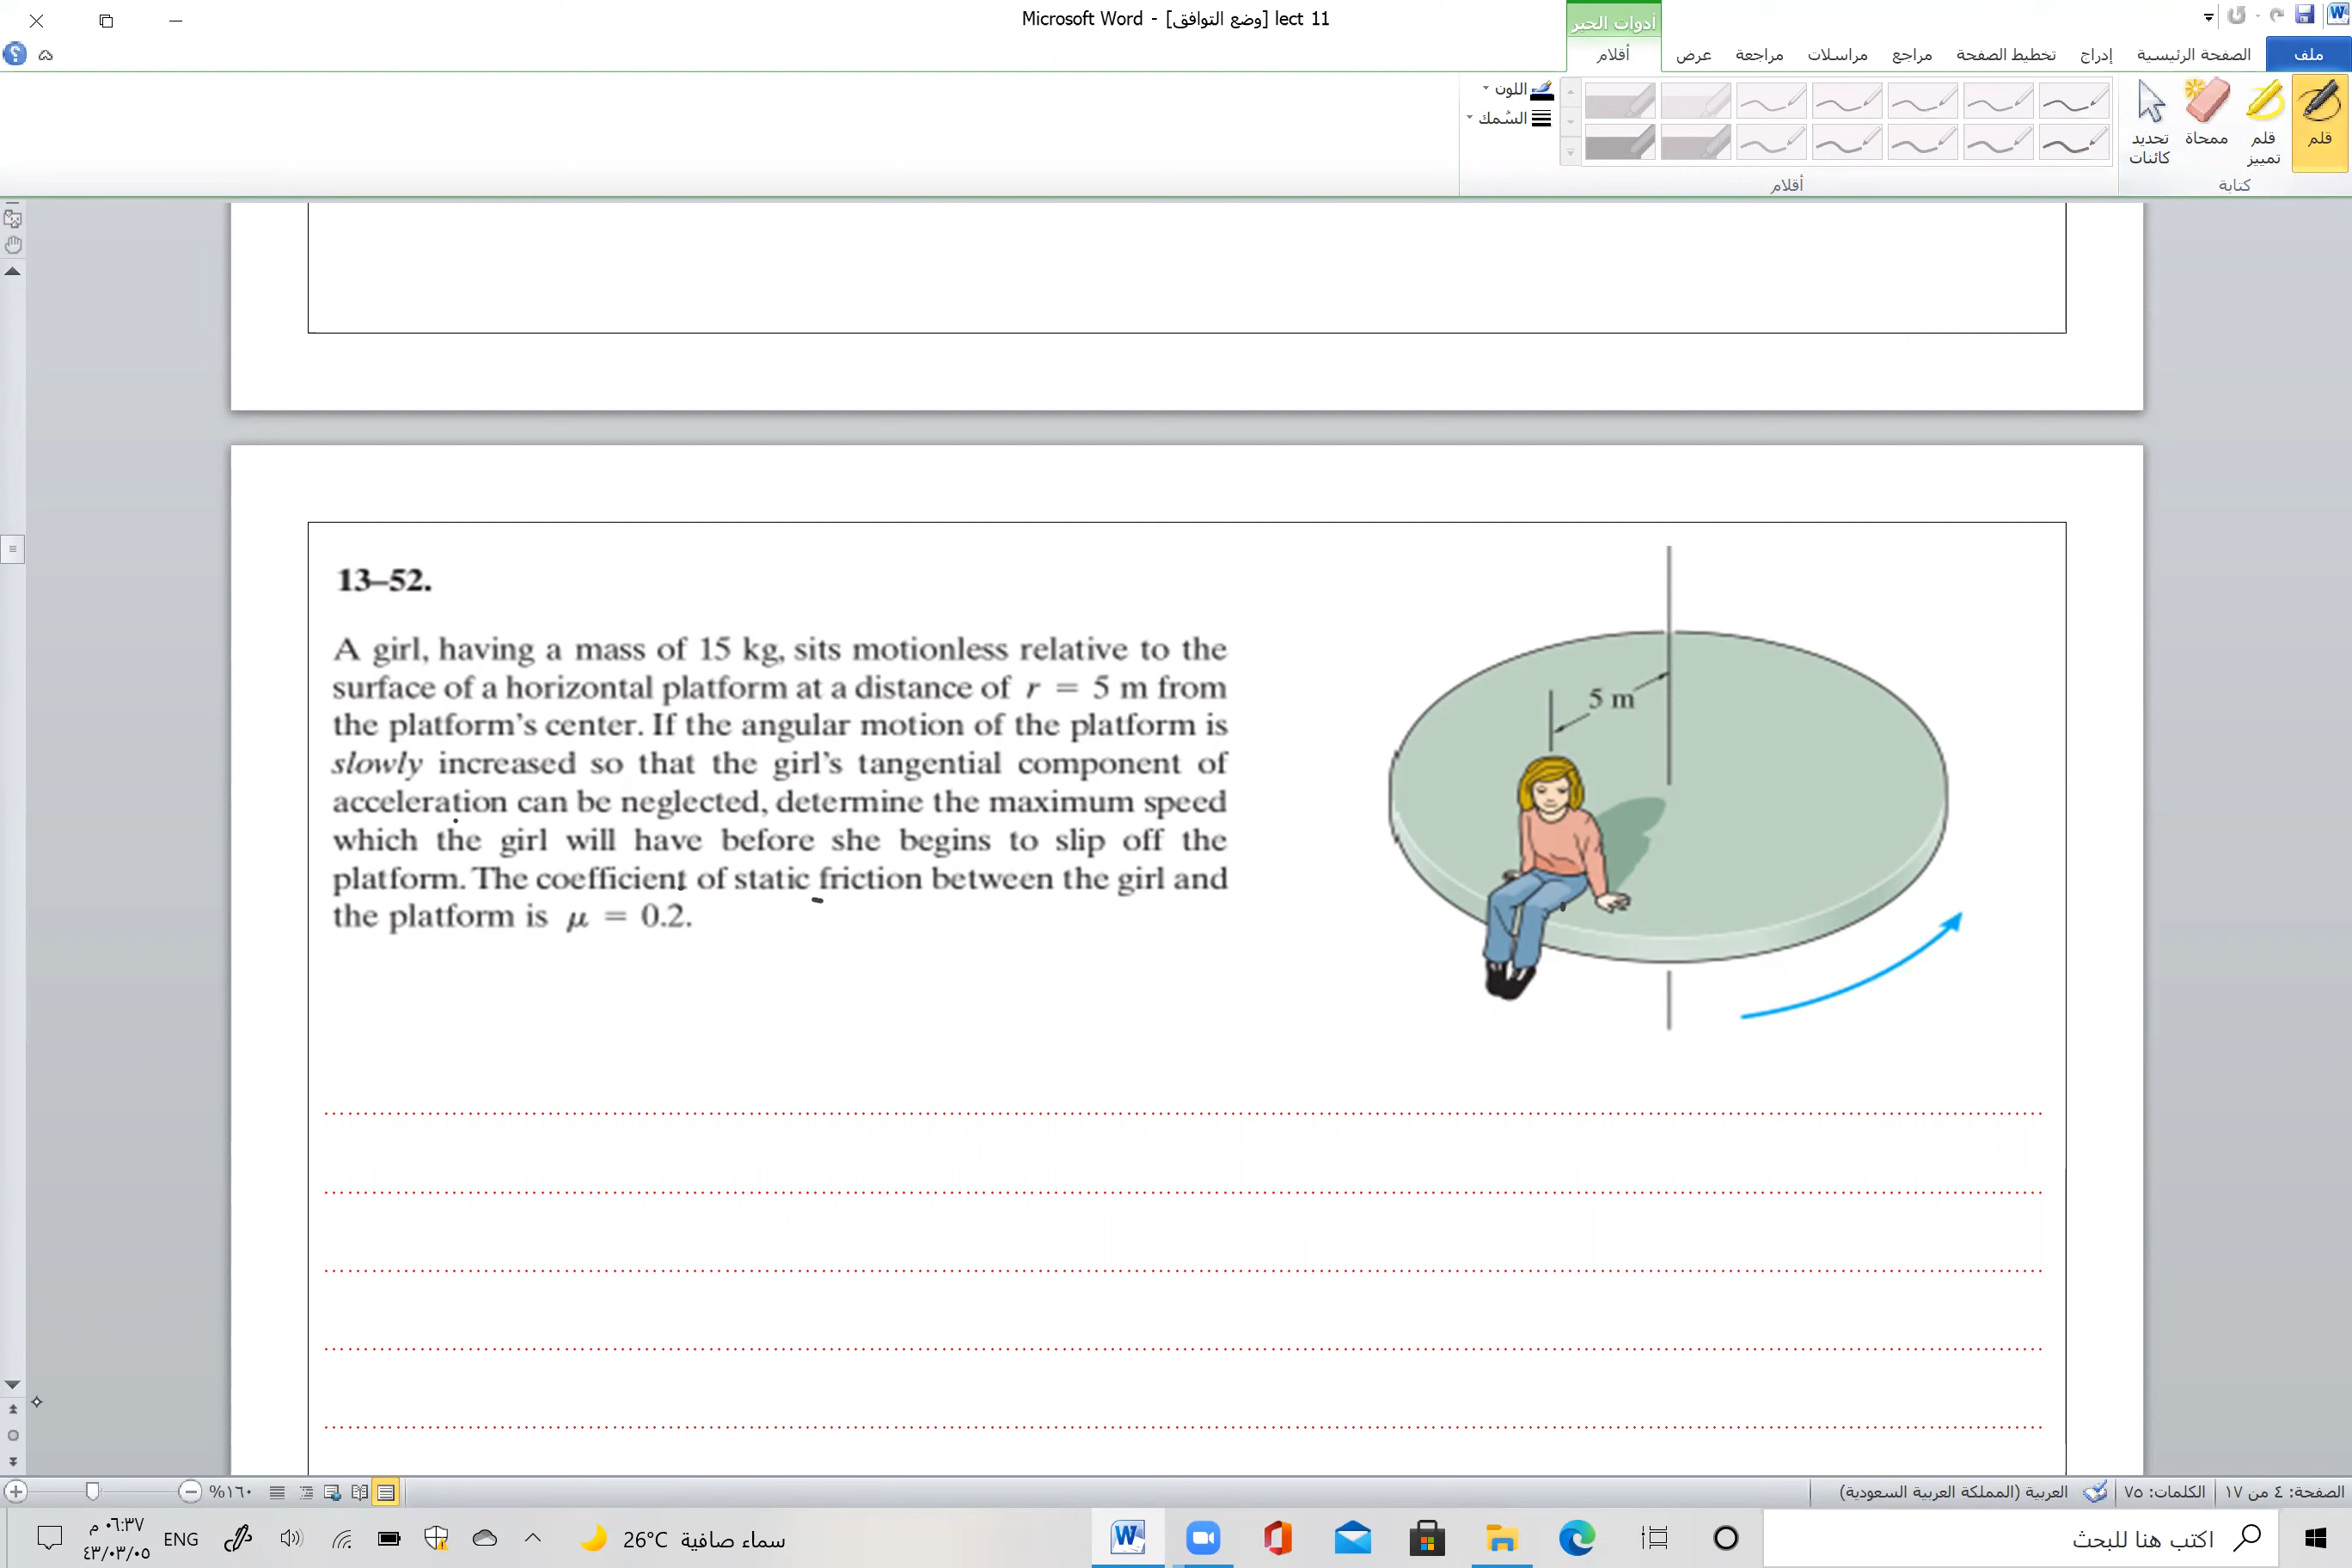 lect 11 [وضع التوافق] - Microsoft Word
أدوات الحبر
ملف
الصفحة الرئيسية
إدراج
تخطيط الصفحة
مراجع
مراسلات
مراجعة
عرض
أقلام
قلم
قلم تمييز
ممحاة
تحديد كائنات
كتابة
اللون
السُمك
أقلام
13–52.
A girl, having a mass of 15 kg, sits motionless relative to the
surface of a horizontal platform at a distance of r = 5 m from
the platform's center. If the angular motion of the platform is
slowly increased so that the girl's tangential component of
acceleration can be neglected, determine the maximum speed
which the girl will have before she begins to slip off the
platform. The coefficient of static friction between the girl and
the platform is μ = 0.2.
5 m
الصفحة: ٤ من ١٧
الكلمات: ٧٥
العربية (المملكة العربية السعودية)
%١٦٠
اكتب هنا للبحث
26°C سماء صافية
ENG
٠٦:٣٧ م
٤٣/٠٣/٠٥